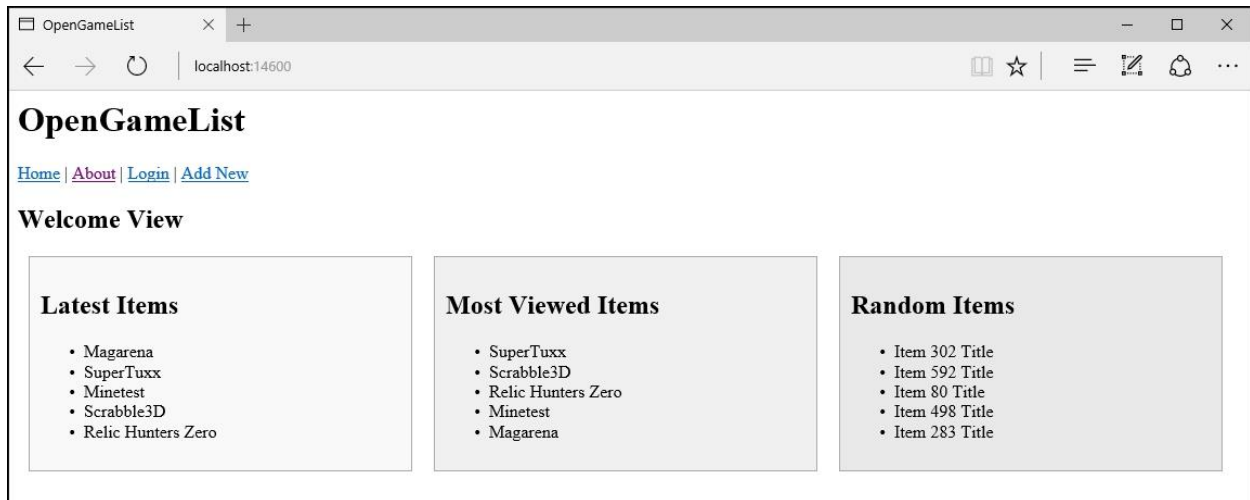 OpenGameList
localhost:14600
OpenGameList
Home | About | Login | Add New
Welcome View
Latest Items
• Magarena
• SuperTuxx
• Minetest
• Scrabble3D
• Relic Hunters Zero
Most Viewed Items
• SuperTuxx
• Scrabble3D
• Relic Hunters Zero
• Minetest
• Magarena
Random Items
• Item 302 Title
• Item 592 Title
• Item 80 Title
• Item 498 Title
• Item 283 Title